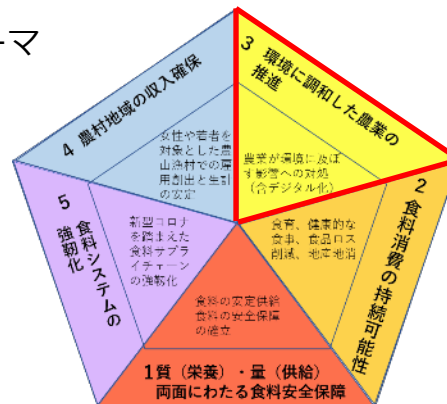 ーマ
3 環境に調和した農業の
推進
農業が環境に及ぼ
す影響への対処
(含デジタル化)
4 農村地域の収入確保
女性や若者を
対象とした農
山漁村での雇
用創出と生計
の安定
2 食料消費の持続可能性
食育、健康的な
食事、食品ロス
削減、地産地消
5 食料システムの
強靭化
新型コロナ
を踏まえた
食料サプラ
イチェーン
の強靭化
食料の安定供給
食料の安全保障
の確立
1質(栄養)・量(供給)
両面にわたる食料安全保障